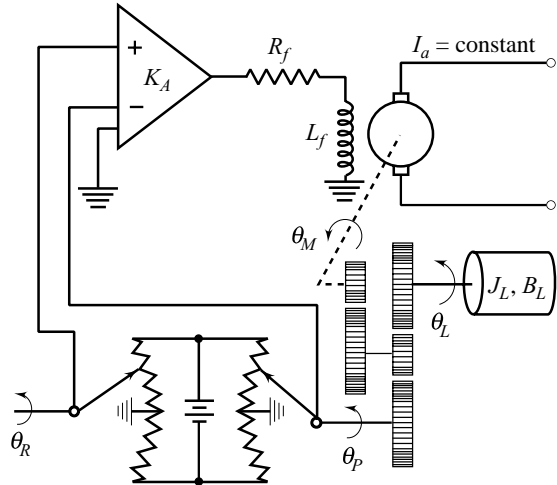 I_a = constant
R_f
+
K_A
−
L_f
θ_M
J_L, B_L
θ_L
θ_R
θ_P